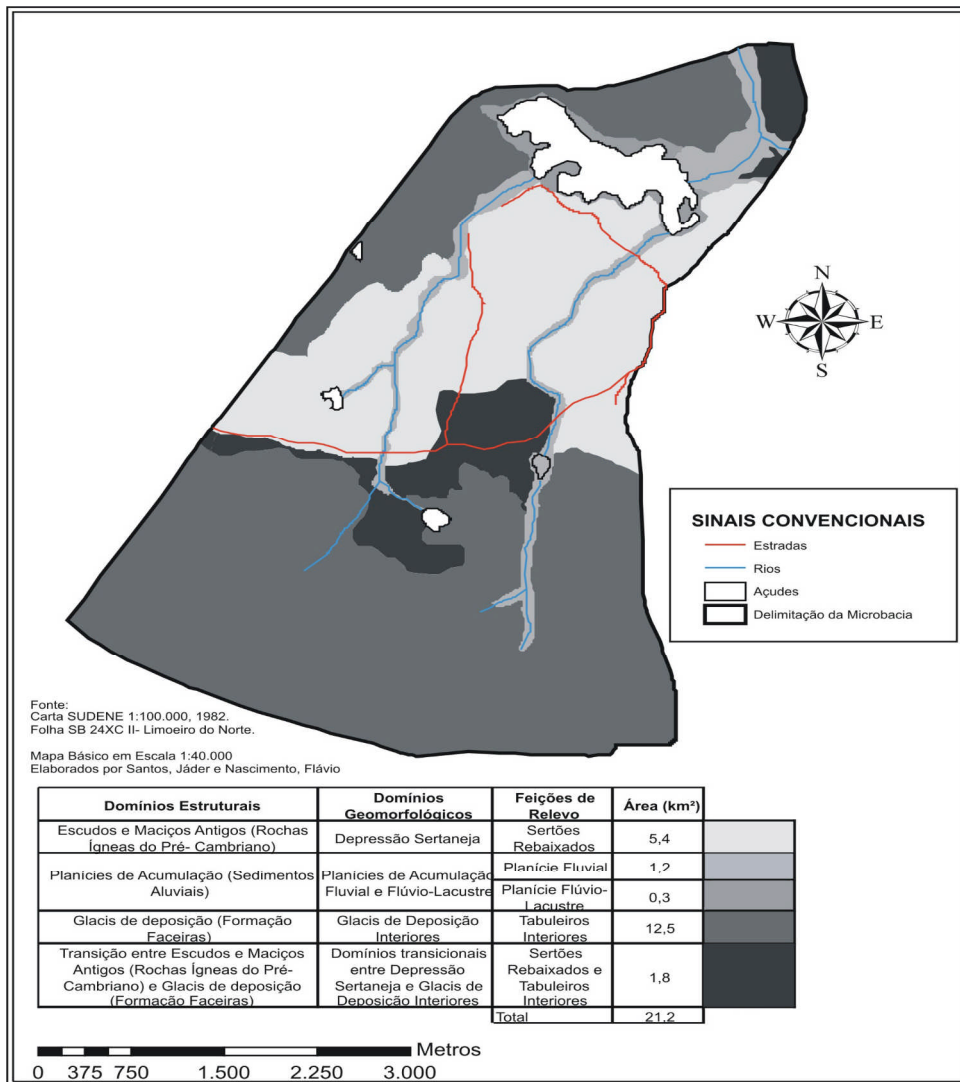 N
W
E
S
SINAIS CONVENCIONAIS
Estradas
Rios
Açudes
Delimitação da Microbacia
Fonte:
Carta SUDENE 1:100.000, 1982.
Folha SB 24XC II- Limoeiro do Norte.
Mapa Básico em Escala 1:40.000
Elaborados por Santos, Jáder e Nascimento, Flávio
Domínios Estruturais
Domínios
Geomorfológicos
Feições de
Relevo
Área (km²)
Escudos e Maciços Antigos (Rochas
Ígneas do Pré- Cambriano)
Depressão Sertaneja
Sertões
Rebaixados
5,4
Planícies de Acumulação (Sedimentos
Aluviais)
Planícies de Acumulação
Fluvial e Flúvio-Lacustre
Planície Fluvial
1,2
Planície Flúvio-
Lacustre
0,3
Glacis de deposição (Formação
Faceiras)
Glacis de Deposição
Interiores
Tabuleiros
Interiores
12,5
Transição entre Escudos e Maciços
Antigos (Rochas Ígneas do Pré-
Cambriano) e Glacis de deposição
(Formação Faceiras)
Domínios transicionais
entre Depressão
Sertaneja e Glacis de
Deposição Interiores
Sertões
Rebaixados e
Tabuleiros
Interiores
1,8
Total
21,2
Metros
0 375 750 1.500 2.250 3.000